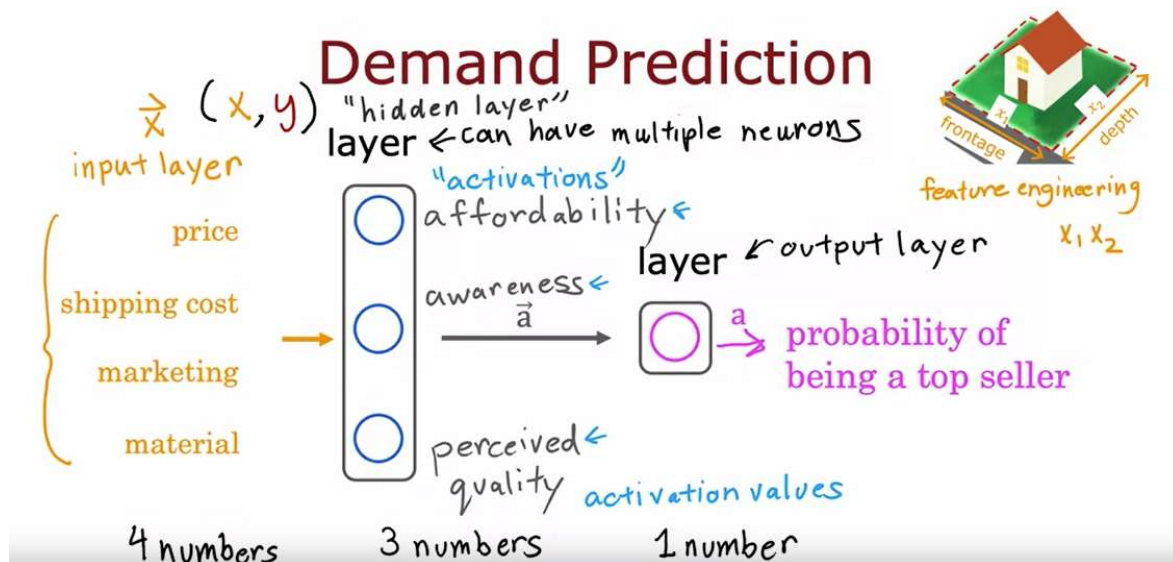 Demand Prediction
x⃗ (x, y) "hidden layer"
layer ← can have multiple neurons
input layer
"activations"
affordability ←
price
layer ← output layer
shipping cost
awareness ←
a⃗
a
probability of
being a top seller
marketing
material
perceived ←
quality
activation values
4 numbers
3 numbers
1 number
x₁
x₂
frontage
depth
feature engineering
x₁ x₂